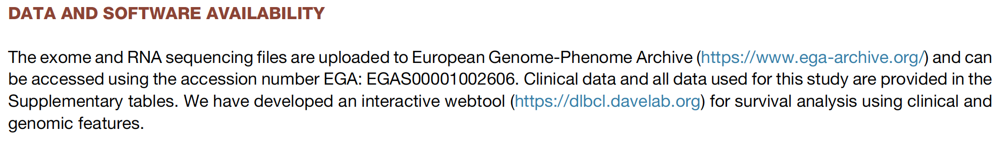 DATA AND SOFTWARE AVAILABILITY
The exome and RNA sequencing files are uploaded to European Genome-Phenome Archive (https://www.ega-archive.org/) and can
be accessed using the accession number EGA: EGAS00001002606. Clinical data and all data used for this study are provided in the
Supplementary tables. We have developed an interactive webtool (https://dlbcl.davelab.org) for survival analysis using clinical and
genomic features.